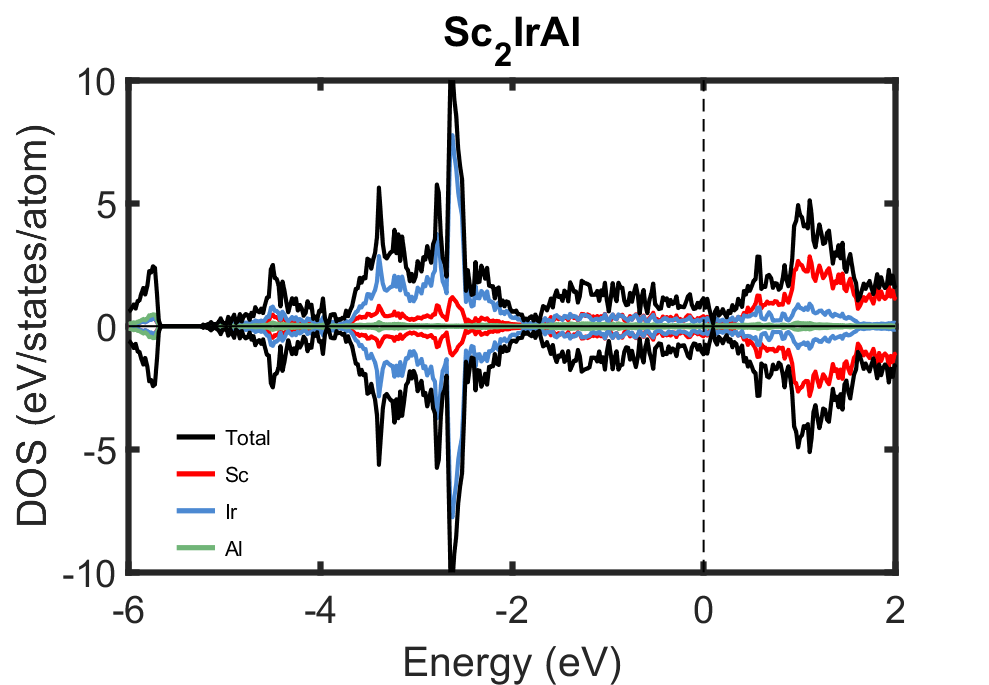 Sc2IrAl
10
5
0
-5
-10
DOS (eV/states/atom)
Total
Sc
Ir
Al
-6 -4 -2 0 2
Energy (eV)